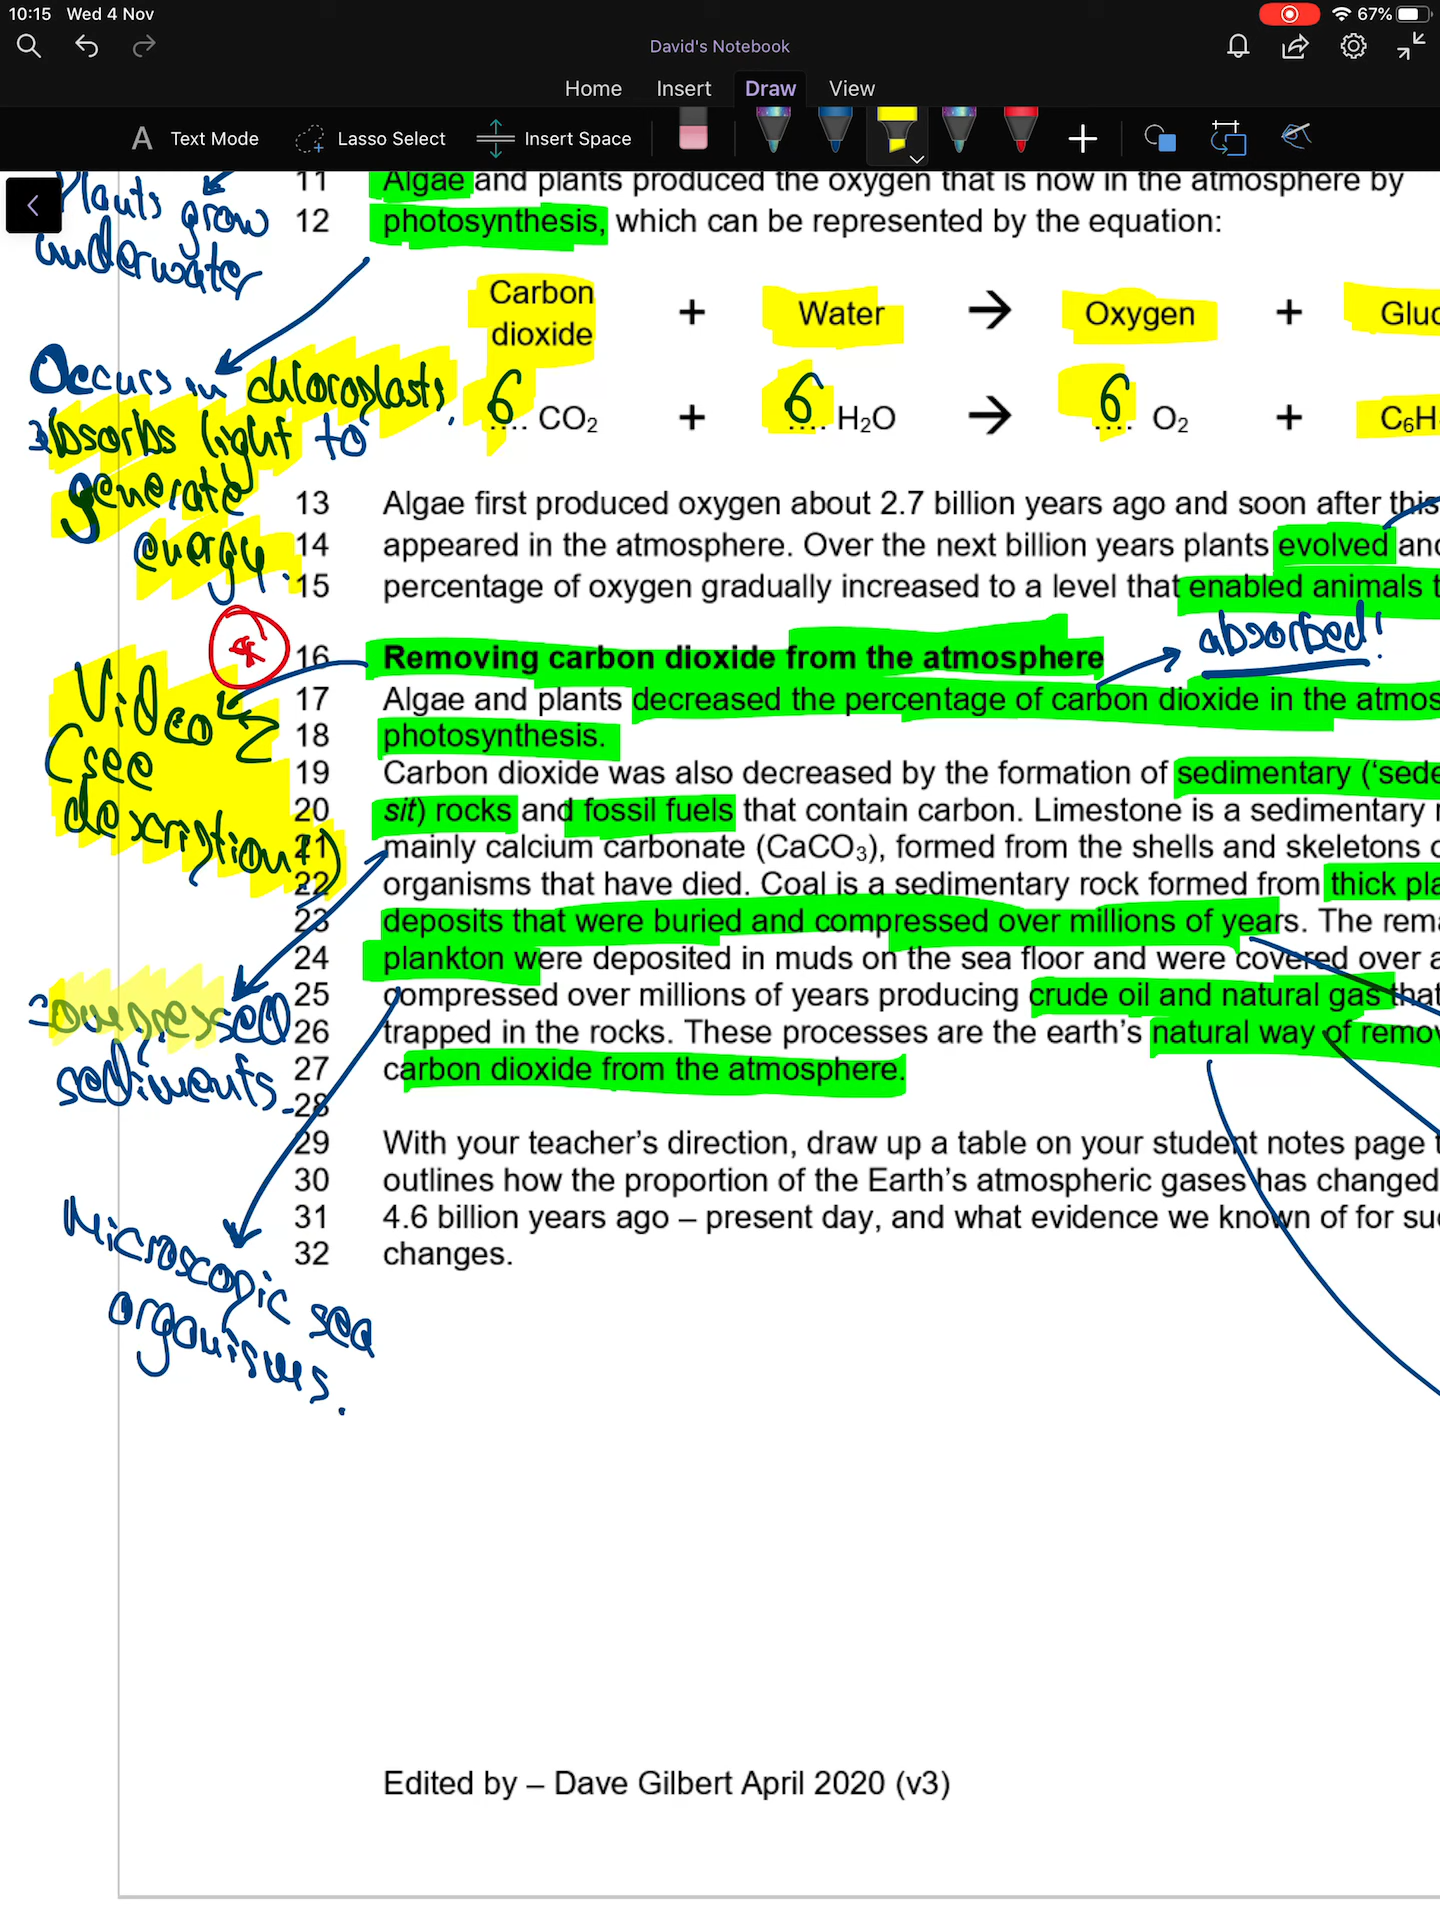 10:15 Wed 4 Nov
67%
David's Notebook
Home Insert Draw View
Text Mode Lasso Select Insert Space
11 Algae and plants produced the oxygen that is now in the atmosphere by
12 photosynthesis, which can be represented by the equation:
Plants grow
underwater
Carbon
dioxide + Water → Oxygen + Gluc
6 .... CO₂ + 6 .... H₂O → 6 .... O₂ + C₆H
Occurs in chloroplasts.
absorbs light to
generate
energy.
13 Algae first produced oxygen about 2.7 billion years ago and soon after this
14 appeared in the atmosphere. Over the next billion years plants evolved and
15 percentage of oxygen gradually increased to a level that enabled animals t
absorbed!
16 Removing carbon dioxide from the atmosphere
17 Algae and plants decreased the percentage of carbon dioxide in the atmos
18 photosynthesis.
19 Carbon dioxide was also decreased by the formation of sedimentary ('sede
20 sit) rocks and fossil fuels that contain carbon. Limestone is a sedimentary
21 mainly calcium carbonate (CaCO₃), formed from the shells and skeletons o
22 organisms that have died. Coal is a sedimentary rock formed from thick pla
23 deposits that were buried and compressed over millions of years. The rema
24 plankton were deposited in muds on the sea floor and were covered over a
25 compressed over millions of years producing crude oil and natural gas that
26 trapped in the rocks. These processes are the earth's natural way of remov
27 carbon dioxide from the atmosphere.
28
29 With your teacher's direction, draw up a table on your student notes page t
30 outlines how the proportion of the Earth's atmospheric gases has changed
31 4.6 billion years ago – present day, and what evidence we known of for su
32 changes.
Video
(see
description)
compressed
sediments.
Microscopic sea
organisms.
Edited by – Dave Gilbert April 2020 (v3)